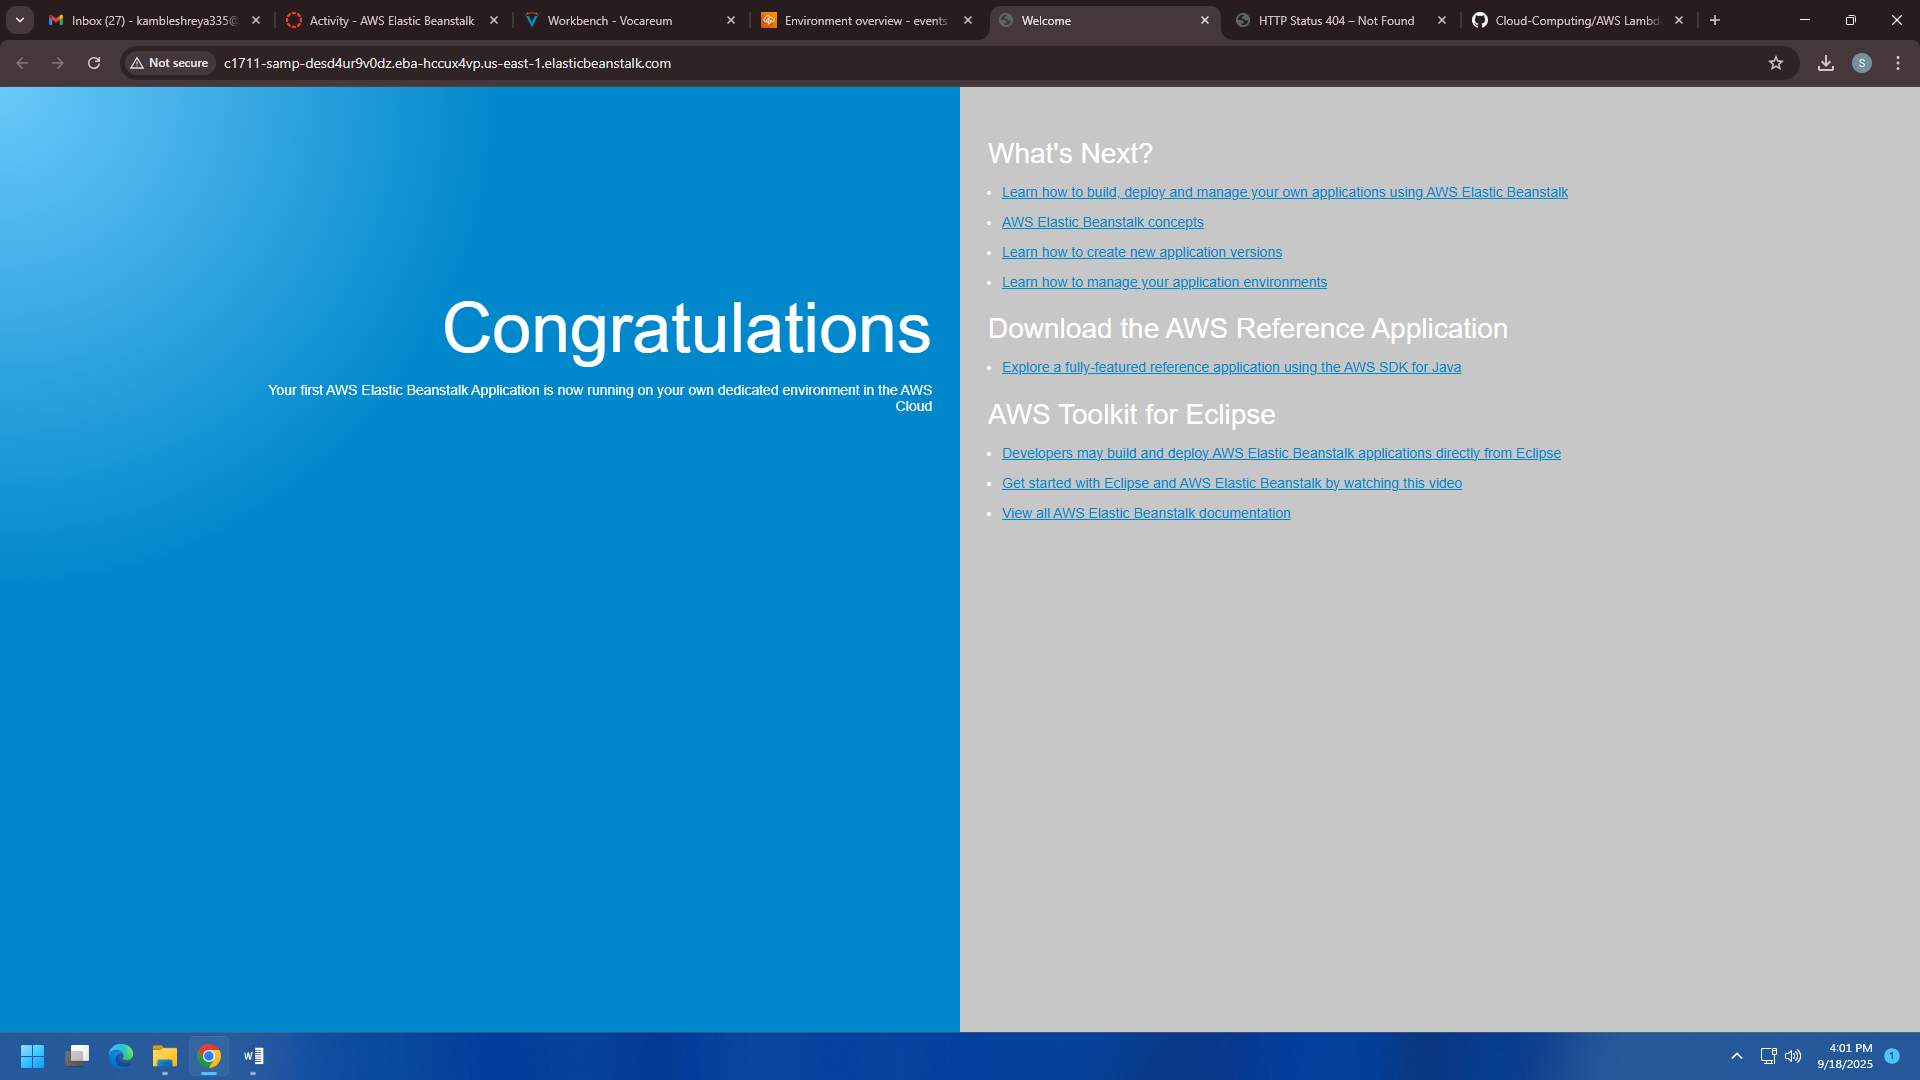 Inbox (27) - kambleshreya335@
Activity - AWS Elastic Beanstalk
Workbench - Vocareum
Environment overview - events
Welcome
HTTP Status 404 – Not Found
Cloud-Computing/AWS Lambd
Not secure
c1711-samp-desd4ur9v0dz.eba-hccux4vp.us-east-1.elasticbeanstalk.com
S
Congratulations
Your first AWS Elastic Beanstalk Application is now running on your own dedicated environment in the AWS
Cloud
What's Next?
Learn how to build, deploy and manage your own applications using AWS Elastic Beanstalk
AWS Elastic Beanstalk concepts
Learn how to create new application versions
Learn how to manage your application environments
Download the AWS Reference Application
Explore a fully-featured reference application using the AWS SDK for Java
AWS Toolkit for Eclipse
Developers may build and deploy AWS Elastic Beanstalk applications directly from Eclipse
Get started with Eclipse and AWS Elastic Beanstalk by watching this video
View all AWS Elastic Beanstalk documentation
W
4:01 PM
9/18/2025
1